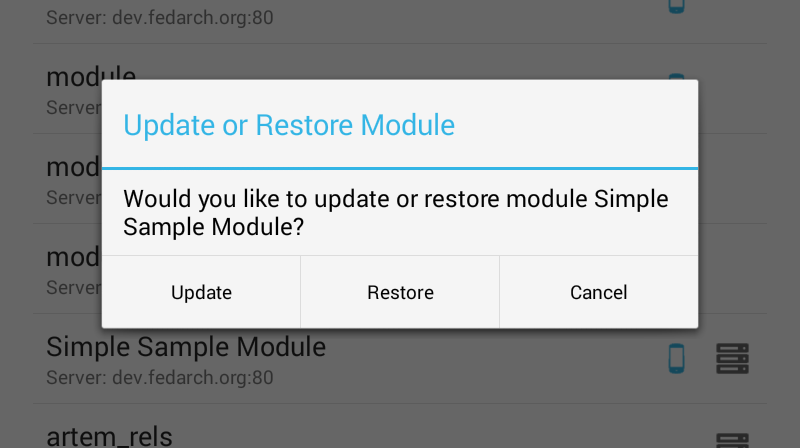 Server: dev.fedarch.org:80
module
Server
Update or Restore Module
mod
Server
Would you like to update or restore module Simple
Sample Module?
mod
Server
Update
Restore
Cancel
Simple Sample Module
Server: dev.fedarch.org:80
artem_rels